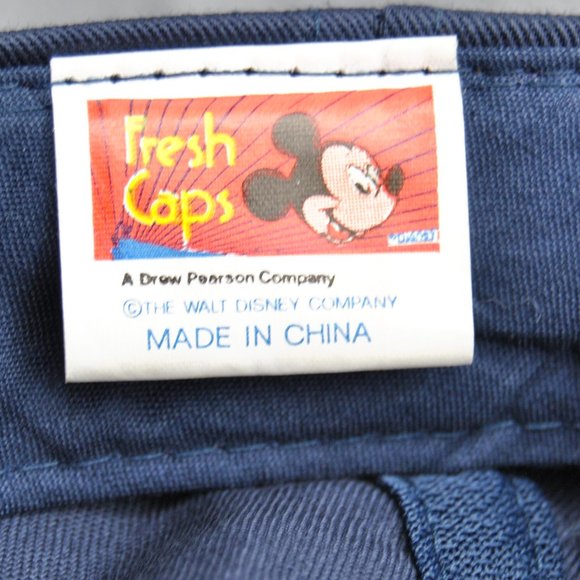 Fresh
Caps
A Drew Pearson Company
©THE WALT DISNEY COMPANY
MADE IN CHINA